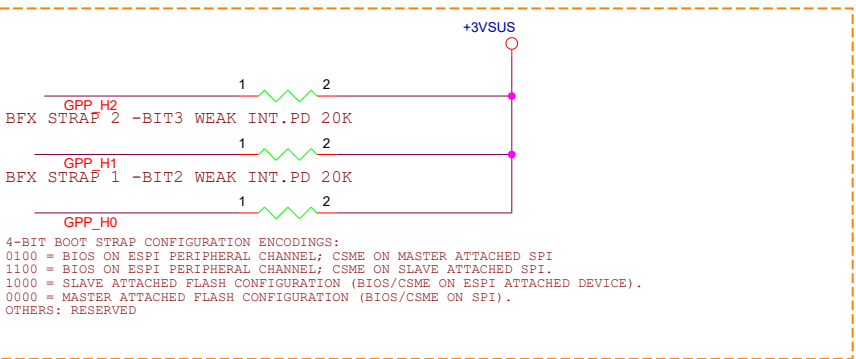 +3VSUS
1 2
GPP_H2
BFX STRAP 2 -BIT3 WEAK INT.PD 20K
1 2
GPP_H1
BFX STRAP 1 -BIT2 WEAK INT.PD 20K
1 2
GPP_H0
4-BIT BOOT STRAP CONFIGURATION ENCODINGS:
0100 = BIOS ON ESPI PERIPHERAL CHANNEL; CSME ON MASTER ATTACHED SPI
1100 = BIOS ON ESPI PERIPHERAL CHANNEL; CSME ON SLAVE ATTACHED SPI.
1000 = SLAVE ATTACHED FLASH CONFIGURATION (BIOS/CSME ON ESPI ATTACHED DEVICE).
0000 = MASTER ATTACHED FLASH CONFIGURATION (BIOS/CSME ON SPI).
OTHERS: RESERVED